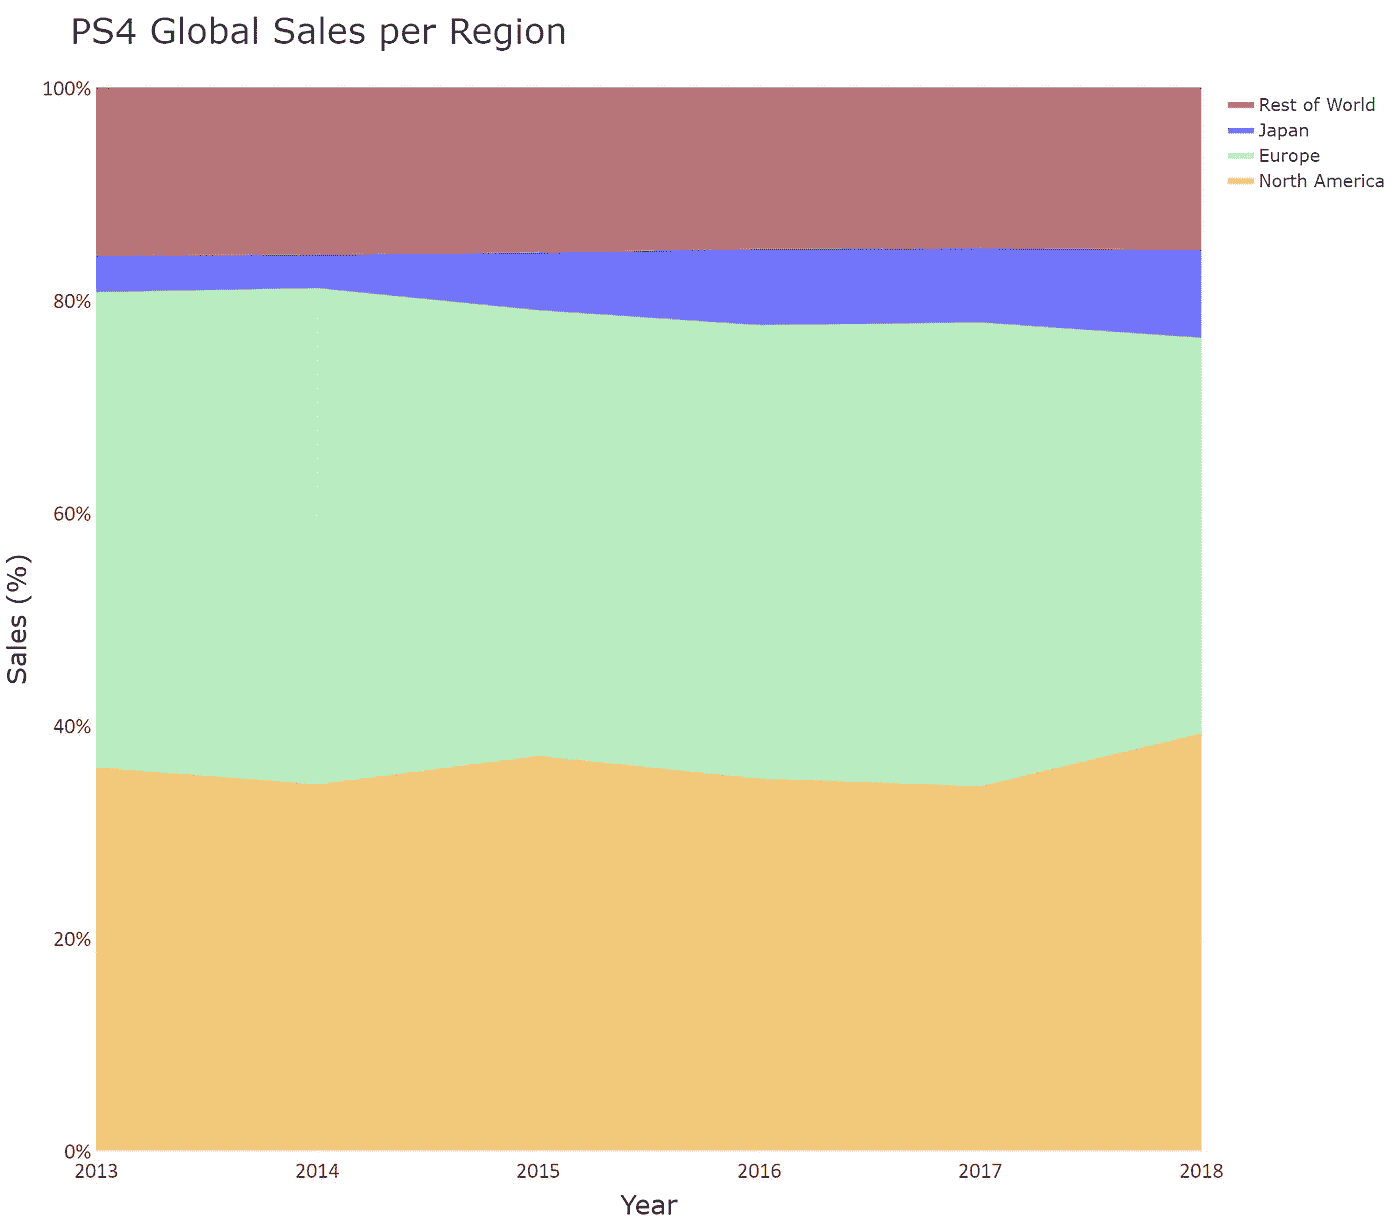 PS4 Global Sales per Region
100%
80%
60%
40%
20%
0%
Sales (%)
2013 2014 2015 2016 2017 2018
Year
Rest of World
Japan
Europe
North America